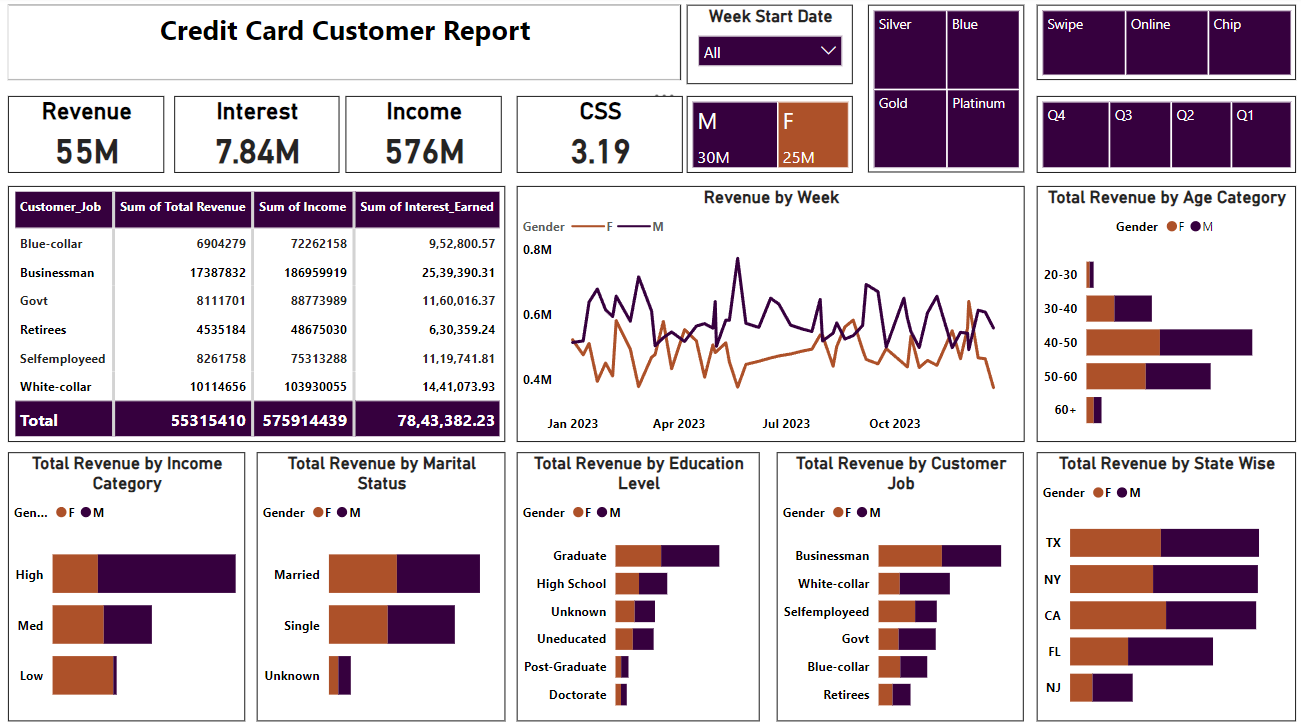 Credit Card Customer Report
Week Start Date
All
Silver
Blue
Gold
Platinum
Swipe
Online
Chip
Revenue
55M
Interest
7.84M
Income
576M
CSS
3.19
M
30M
F
25M
Q4
Q3
Q2
Q1
Customer_Job Sum of Total Revenue Sum of Income Sum of Interest_Earned
Blue-collar 6904279 72262158 9,52,800.57
Businessman 17387832 186959919 25,39,390.31
Govt 8111701 88773989 11,60,016.37
Retirees 4535184 48675030 6,30,359.24
Selfemployeed 8261758 75313288 11,19,741.81
White-collar 10114656 103930055 14,41,073.93
Total 55315410 575914439 78,43,382.23
Revenue by Week
Gender F M
0.8M
0.6M
0.4M
Jan 2023 Apr 2023 Jul 2023 Oct 2023
Total Revenue by Age Category
Gender F M
20-30
30-40
40-50
50-60
60+
Total Revenue by Income
Category
Gen... F M
High
Med
Low
Total Revenue by Marital
Status
Gender F M
Married
Single
Unknown
Total Revenue by Education
Level
Gender F M
Graduate
High School
Unknown
Uneducated
Post-Graduate
Doctorate
Total Revenue by Customer
Job
Gender F M
Businessman
White-collar
Selfemployeed
Govt
Blue-collar
Retirees
Total Revenue by State Wise
Gender F M
TX
NY
CA
FL
NJ